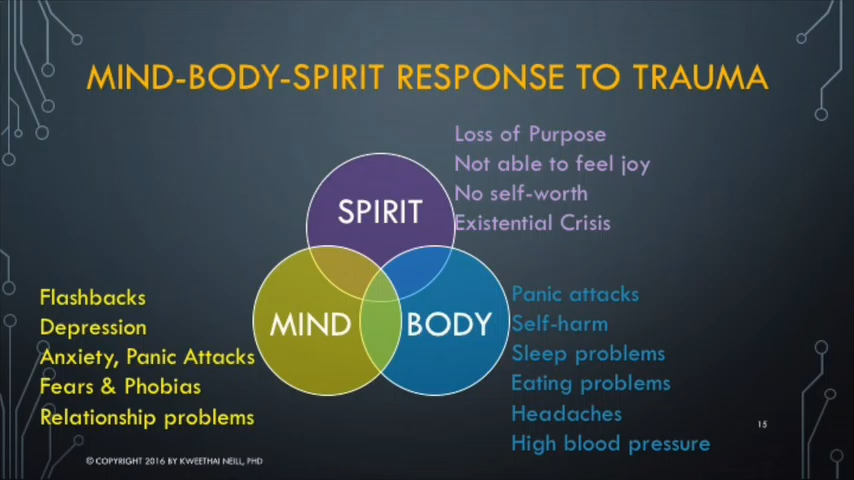 MIND-BODY-SPIRIT RESPONSE TO TRAUMA
Loss of Purpose
Not able to feel joy
No self-worth
Existential Crisis
SPIRIT
MIND
BODY
Flashbacks
Depression
Anxiety, Panic Attacks
Fears & Phobias
Relationship problems
Panic attacks
Self-harm
Sleep problems
Eating problems
Headaches
High blood pressure
15
© COPYRIGHT 2016 BY KWEETHAI NEILL, PHD